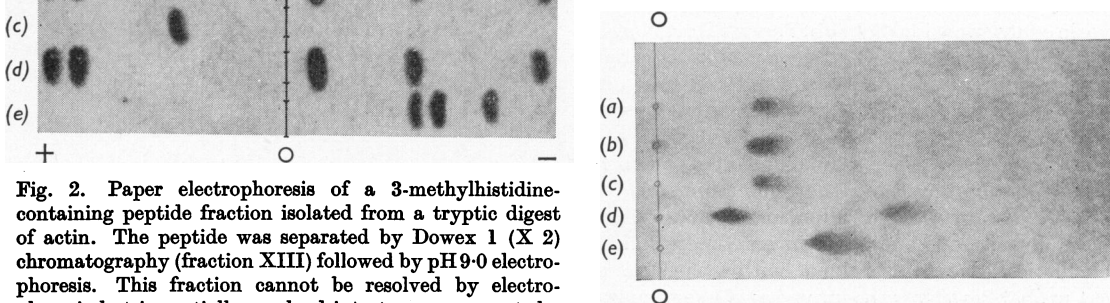 (c)
(d)
(e)
+ O −
Fig. 2. Paper electrophoresis of a 3-methylhistidine-
containing peptide fraction isolated from a tryptic digest
of actin. The peptide was separated by Dowex 1 (X 2)
chromatography (fraction XIII) followed by pH 9·0 electro-
phoresis. This fraction cannot be resolved by electro-
O
(a)
(b)
(c)
(d)
(e)
O